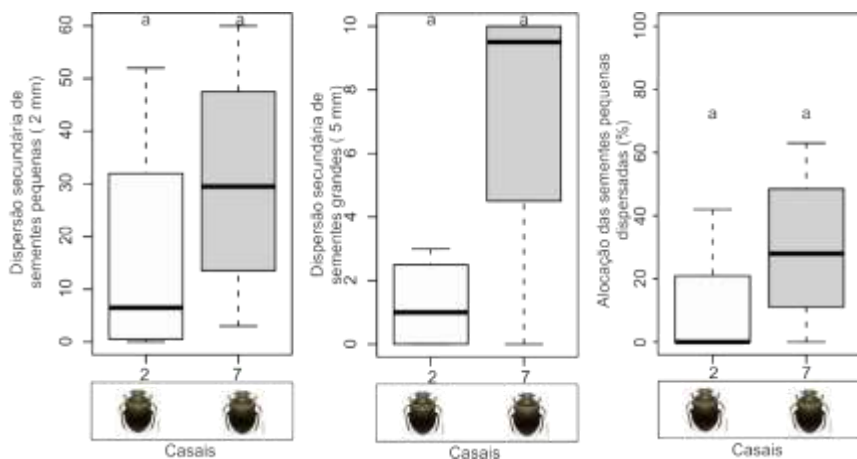 Dispersão secundária de
sementes pequenas ( 2 mm)
60
50
40
30
20
10
0
a
a
2
7
Casais
Dispersão secundária de
sementes grandes ( 5 mm)
10
8
6
4
2
0
a
a
2
7
Casais
Alocação das sementes pequenas
dispersadas (%)
100
80
60
40
20
0
a
a
2
7
Casais